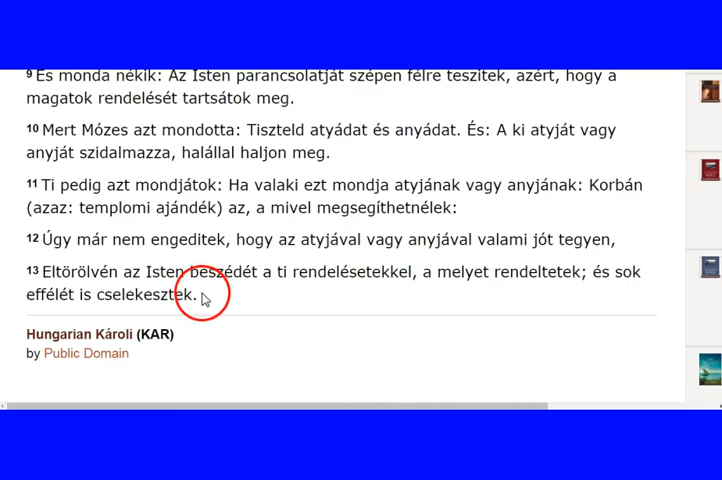 9 És monda nékik: Az Isten parancsolatját szépen félre teszitek, azért, hogy a
magatok rendelését tartsátok meg.
10 Mert Mózes azt mondotta: Tiszteld atyádat és anyádat. És: A ki atyját vagy
anyját szidalmazza, halállal haljon meg.
11 Ti pedig azt mondjátok: Ha valaki ezt mondja atyjának vagy anyjának: Korbán
(azaz: templomi ajándék) az, a mivel megsegíthetnélek:
12 Úgy már nem engeditek, hogy az atyjával vagy anyjával valami jót tegyen,
13 Eltörölvén az Isten beszédét a ti rendelésetekkel, a melyet rendeltetek; és sok
effélét is cselekesztek.
Hungarian Károli (KAR)
by Public Domain